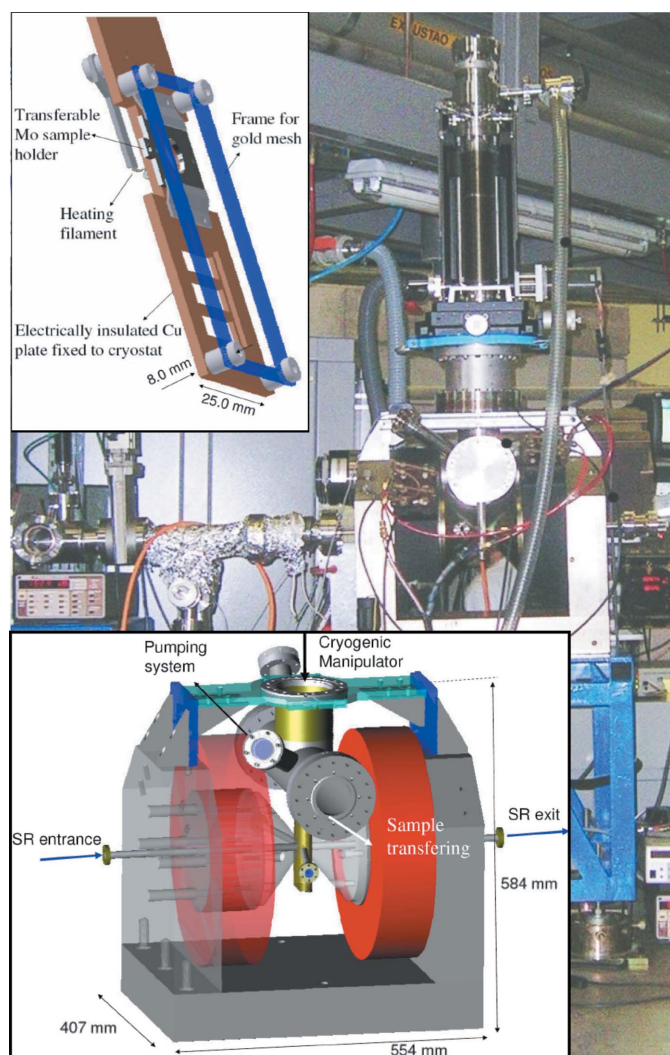 EX
USTÃO
Transferable
Mo sample
holder
Frame for
gold mesh
Heating
filament
Electrically insulated Cu
plate fixed to cryostat
8.0 mm
25.0 mm
Pumping
system
Cryogenic
Manipulator
SR entrance
Sample
transfering
SR exit
584 mm
407 mm
554 mm